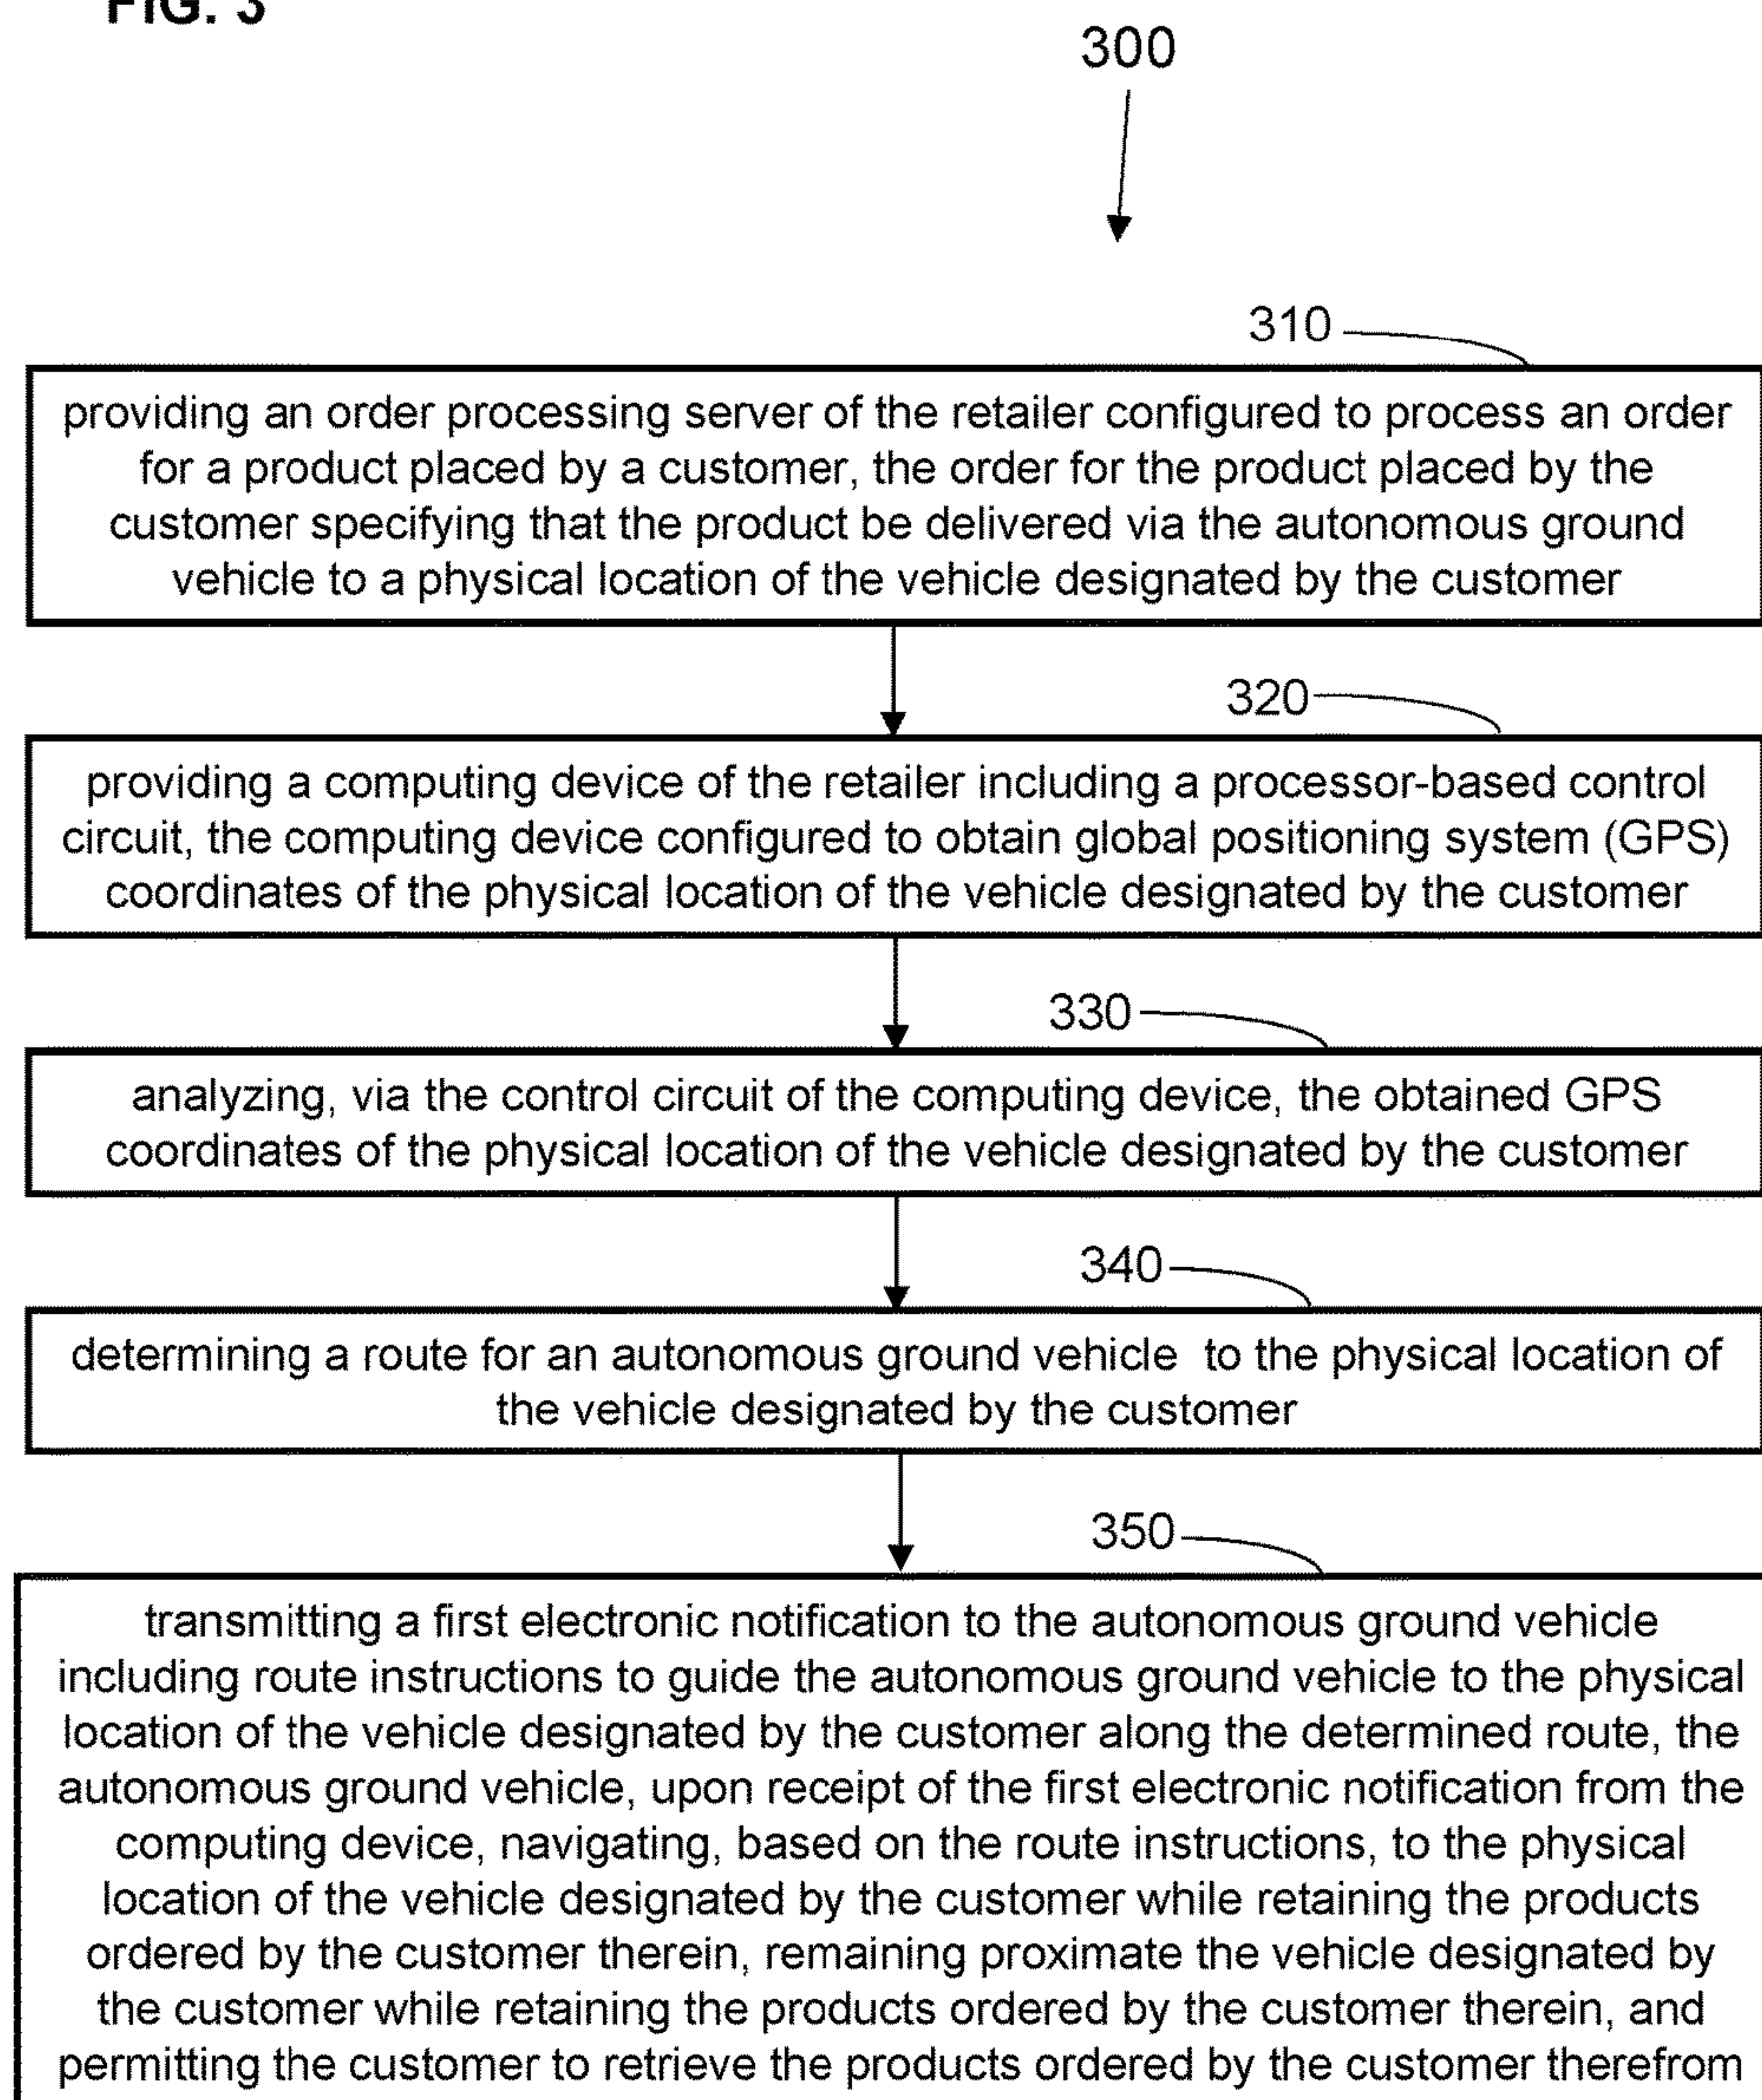 FIG. 3
300
310
providing an order processing server of the retailer configured to process an order
for a product placed by a customer, the order for the product placed by the
customer specifying that the product be delivered via the autonomous ground
vehicle to a physical location of the vehicle designated by the customer
320
providing a computing device of the retailer including a processor-based control
circuit, the computing device configured to obtain global positioning system (GPS)
coordinates of the physical location of the vehicle designated by the customer
330
analyzing, via the control circuit of the computing device, the obtained GPS
coordinates of the physical location of the vehicle designated by the customer
340
determining a route for an autonomous ground vehicle to the physical location of
the vehicle designated by the customer
350
transmitting a first electronic notification to the autonomous ground vehicle
including route instructions to guide the autonomous ground vehicle to the physical
location of the vehicle designated by the customer along the determined route, the
autonomous ground vehicle, upon receipt of the first electronic notification from the
computing device, navigating, based on the route instructions, to the physical
location of the vehicle designated by the customer while retaining the products
ordered by the customer therein, remaining proximate the vehicle designated by
the customer while retaining the products ordered by the customer therein, and
permitting the customer to retrieve the products ordered by the customer therefrom